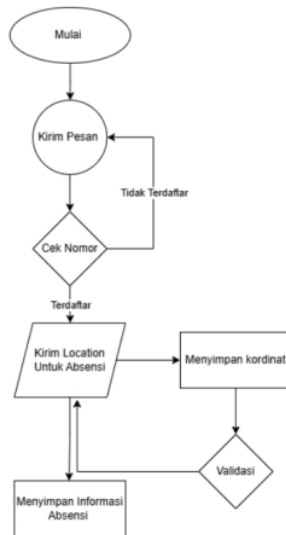 Mulai
Kirim Pesan
Tidak Terdaftar
Cek Nomor
Terdaftar
Kirim Location
Untuk Absensi
Menyimpan kordinat
Validasi
Menyimpan Informasi
Absensi